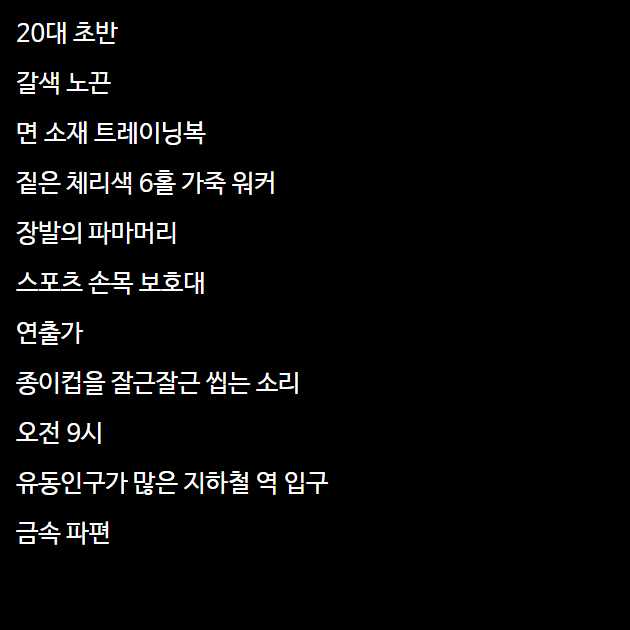 20대 초반
갈색 노끈
면 소재 트레이닝복
짙은 체리색 6홀 가죽 워커
장발의 파마머리
스포츠 손목 보호대
연출가
종이컵을 잘근잘근 씹는 소리
오전 9시
유동인구가 많은 지하철 역 입구
금속 파편